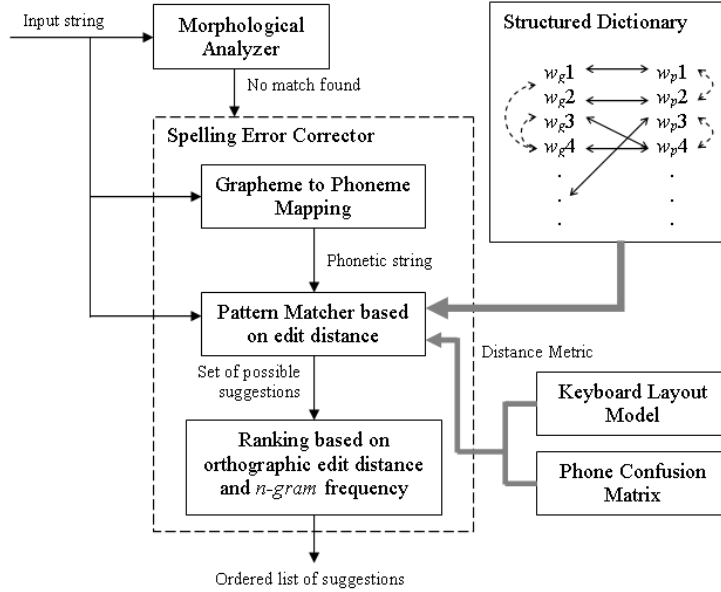 Input string
Morphological
Analyzer
No match found
Spelling Error Corrector
Grapheme to Phoneme
Mapping
Phonetic string
Pattern Matcher based
on edit distance
Set of possible
suggestions
Ranking based on
orthographic edit distance
and n-gram frequency
Ordered list of suggestions
Structured Dictionary
wg1 wp1
wg2 wp2
wg3 wp3
wg4 wp4
. .
. .
. .
Distance Metric
Keyboard Layout
Model
Phone Confusion
Matrix